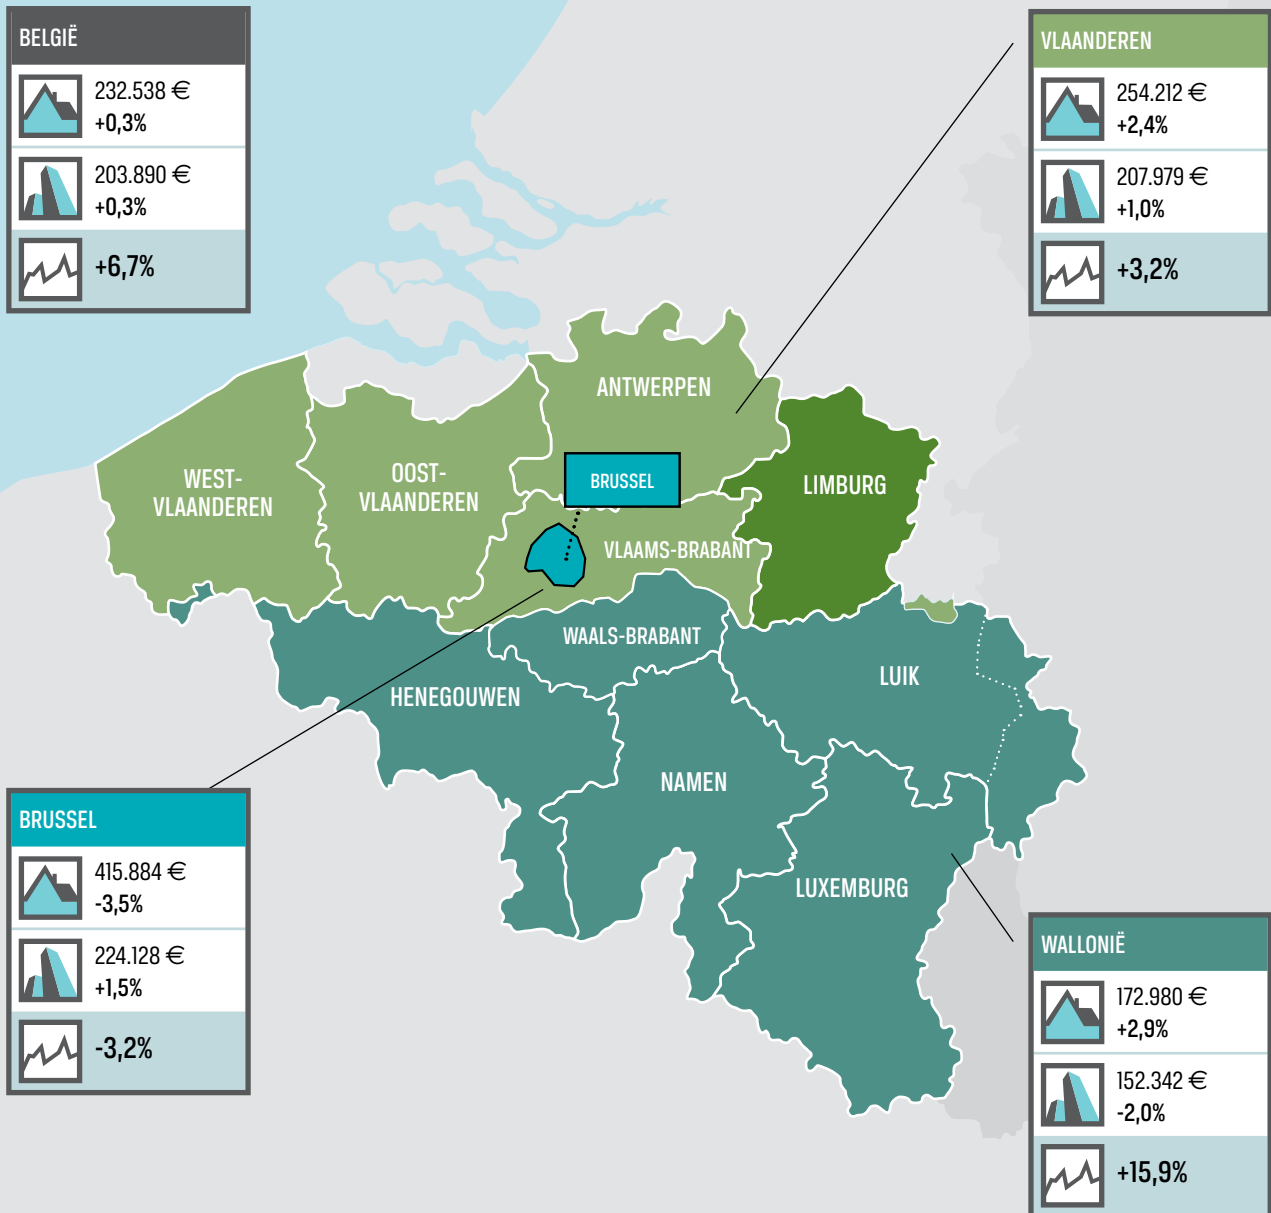 BELGIË
232.538 €
+0,3%
203.890 €
+0,3%
+6,7%
VLAANDEREN
254.212 €
+2,4%
207.979 €
+1,0%
+3,2%
ANTWERPEN
WEST-
VLAANDEREN
OOST-
VLAANDEREN
BRUSSEL
LIMBURG
VLAAMS-BRABANT
WAALS-BRABANT
HENEGOUWEN
LUIK
NAMEN
LUXEMBURG
BRUSSEL
415.884 €
-3,5%
224.128 €
+1,5%
-3,2%
WALLONIË
172.980 €
+2,9%
152.342 €
-2,0%
+15,9%